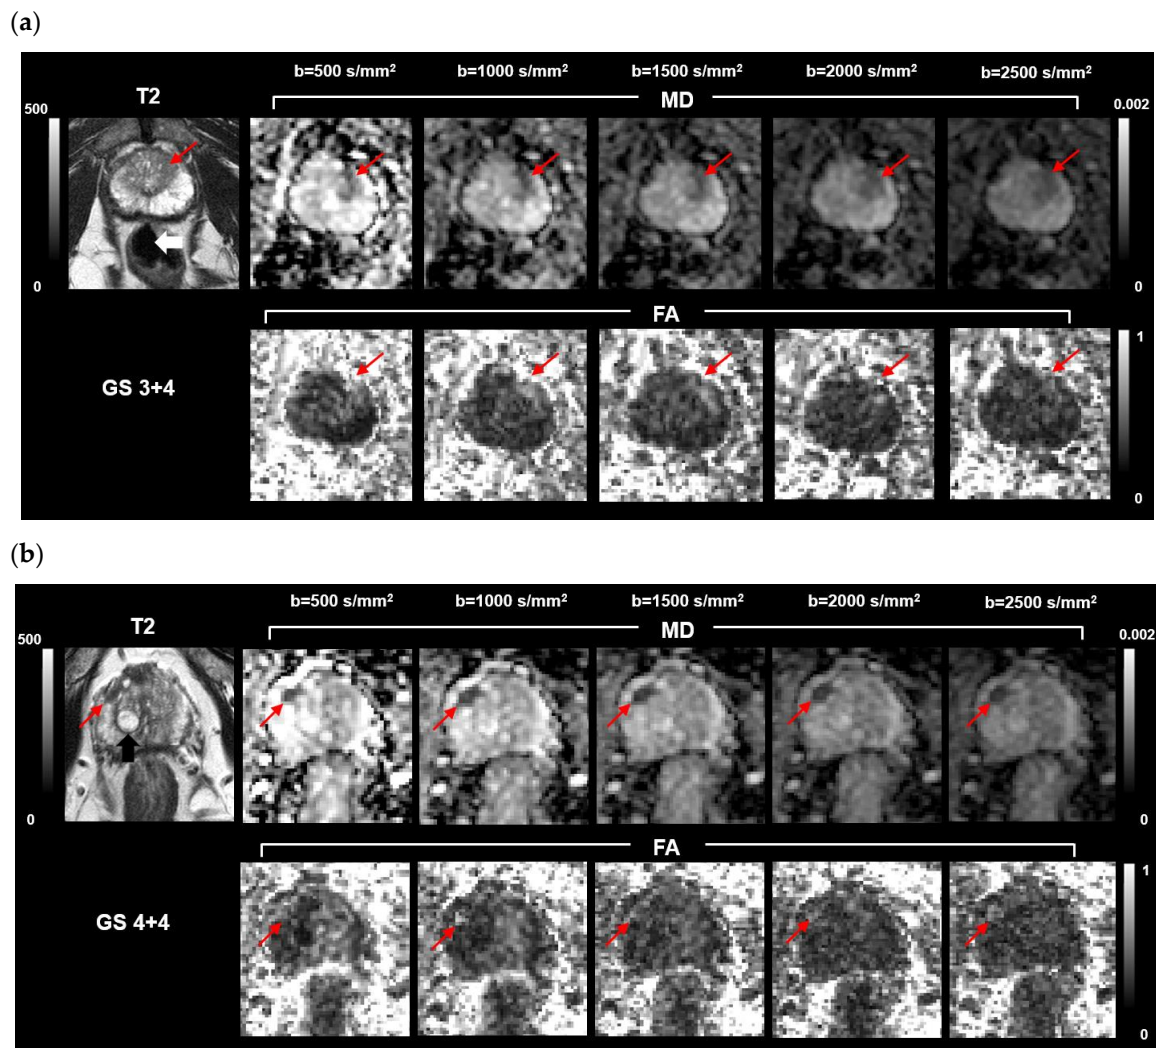 (a)
b=500 s/mm² b=1000 s/mm² b=1500 s/mm² b=2000 s/mm² b=2500 s/mm²
T2 MD
500 0.002
0 0
FA
1
GS 3+4
0
(b)
b=500 s/mm² b=1000 s/mm² b=1500 s/mm² b=2000 s/mm² b=2500 s/mm²
T2 MD
500 0.002
0 0
FA
1
GS 4+4
0